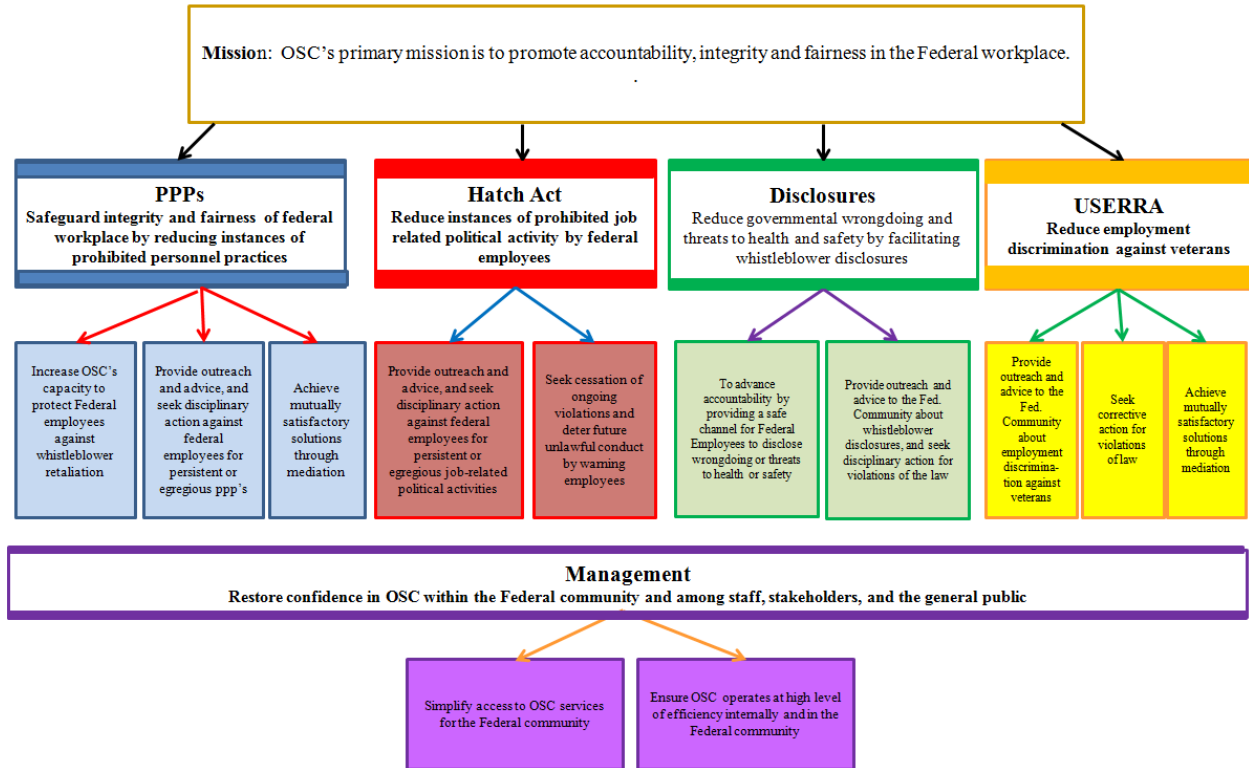 Mission:  OSC's primary mission is to promote accountability, integrity and fairness in the Federal workplace.
.
PPPs
Safeguard integrity and fairness of federal
workplace by reducing instances of
prohibited personnel practices
Hatch Act
Reduce instances of prohibited job
related political activity by federal
employees
Disclosures
Reduce governmental wrongdoing and
threats to health and safety by facilitating
whistleblower disclosures
USERRA
Reduce employment
discrimination against veterans
Increase OSC's
capacity to
protect Federal
employees
against
whistleblower
retaliation
Provide outreach
and advice, and
seek disciplinary
action against
federal
employees for
persistent or
egregious ppp's
Achieve
mutually
satisfactory
solutions
through
mediation
Provide outreach and
advice, and seek
disciplinary action
against federal
employees for
persistent or
egregious job-related
political activities
Seek cessation of
ongoing
violations and
deter future
unlawful conduct
by warning
employees
To advance
accountability by
providing a safe
channel for Federal
Employees to disclose
wrongdoing or threats
to health or safety
Provide outreach and
advice to the Fed.
Community about
whistleblower
disclosures, and seek
disciplinary action for
violations of the law
Provide
outreach and
advice to the
Fed.
Community
about
employment
discrimina-
tion against
veterans
Seek
corrective
action for
violations
of law
Achieve
mutually
satisfactory
solutions
through
mediation
Management
Restore confidence in OSC within the Federal community and among staff, stakeholders, and the general public
Simplify access to OSC services
for the Federal community
Ensure OSC operates at high level
of efficiency internally and in the
Federal community